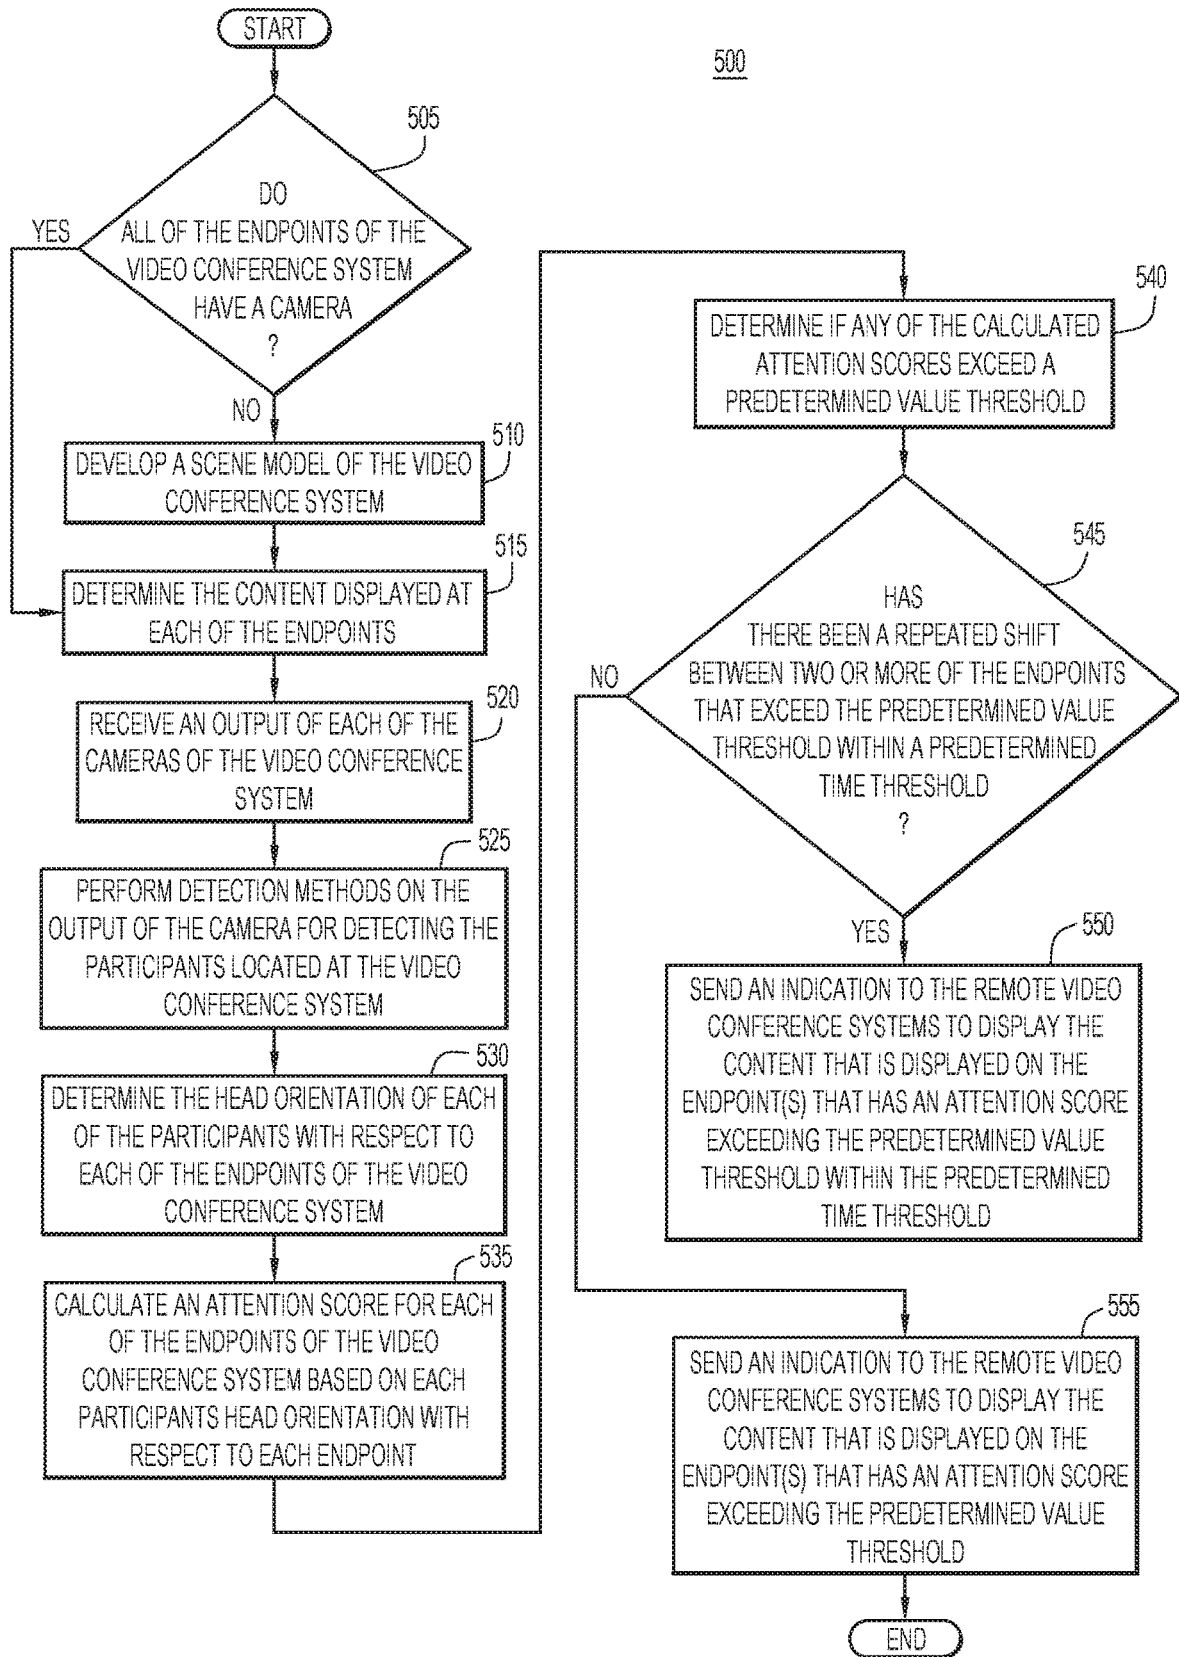 START
500
505
DO
ALL OF THE ENDPOINTS OF THE
VIDEO CONFERENCE SYSTEM
HAVE A CAMERA
?
YES
NO
510
DEVELOP A SCENE MODEL OF THE VIDEO
CONFERENCE SYSTEM
515
DETERMINE THE CONTENT DISPLAYED AT
EACH OF THE ENDPOINTS
520
RECEIVE AN OUTPUT OF EACH OF THE
CAMERAS OF THE VIDEO CONFERENCE
SYSTEM
525
PERFORM DETECTION METHODS ON THE
OUTPUT OF THE CAMERA FOR DETECTING THE
PARTICIPANTS LOCATED AT THE VIDEO
CONFERENCE SYSTEM
530
DETERMINE THE HEAD ORIENTATION OF EACH
OF THE PARTICIPANTS WITH RESPECT TO
EACH OF THE ENDPOINTS OF THE VIDEO
CONFERENCE SYSTEM
535
CALCULATE AN ATTENTION SCORE FOR EACH
OF THE ENDPOINTS OF THE VIDEO
CONFERENCE SYSTEM BASED ON EACH
PARTICIPANTS HEAD ORIENTATION WITH
RESPECT TO EACH ENDPOINT
540
DETERMINE IF ANY OF THE CALCULATED
ATTENTION SCORES EXCEED A
PREDETERMINED VALUE THRESHOLD
545
HAS
THERE BEEN A REPEATED SHIFT
BETWEEN TWO OR MORE OF THE ENDPOINTS
THAT EXCEED THE PREDETERMINED VALUE
THRESHOLD WITHIN A PREDETERMINED
TIME THRESHOLD
?
NO
YES
550
SEND AN INDICATION TO THE REMOTE VIDEO
CONFERENCE SYSTEMS TO DISPLAY THE
CONTENT THAT IS DISPLAYED ON THE
ENDPOINT(S) THAT HAS AN ATTENTION SCORE
EXCEEDING THE PREDETERMINED VALUE
THRESHOLD WITHIN THE PREDETERMINED
TIME THRESHOLD
555
SEND AN INDICATION TO THE REMOTE VIDEO
CONFERENCE SYSTEMS TO DISPLAY THE
CONTENT THAT IS DISPLAYED ON THE
ENDPOINT(S) THAT HAS AN ATTENTION SCORE
EXCEEDING THE PREDETERMINED VALUE
THRESHOLD
END